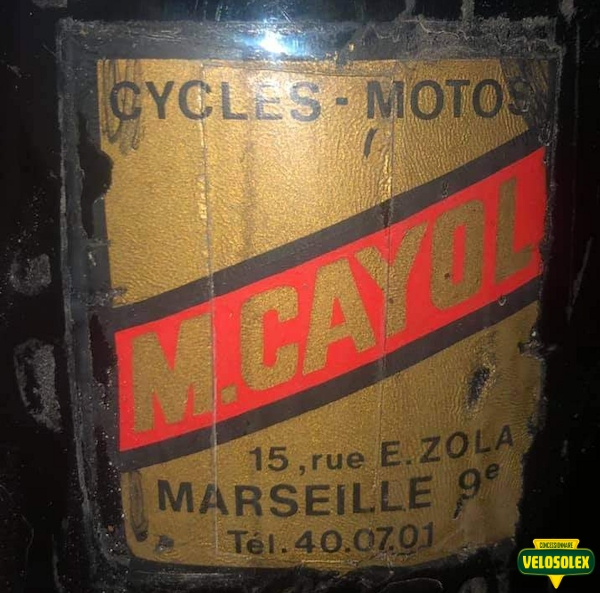 CYCLES - MOTOS
M.CAYOL
15, rue E. ZOLA
MARSEILLE 9e
Tél. 40.07.01
CONCESSIONNAIRE
VELOSOLEX